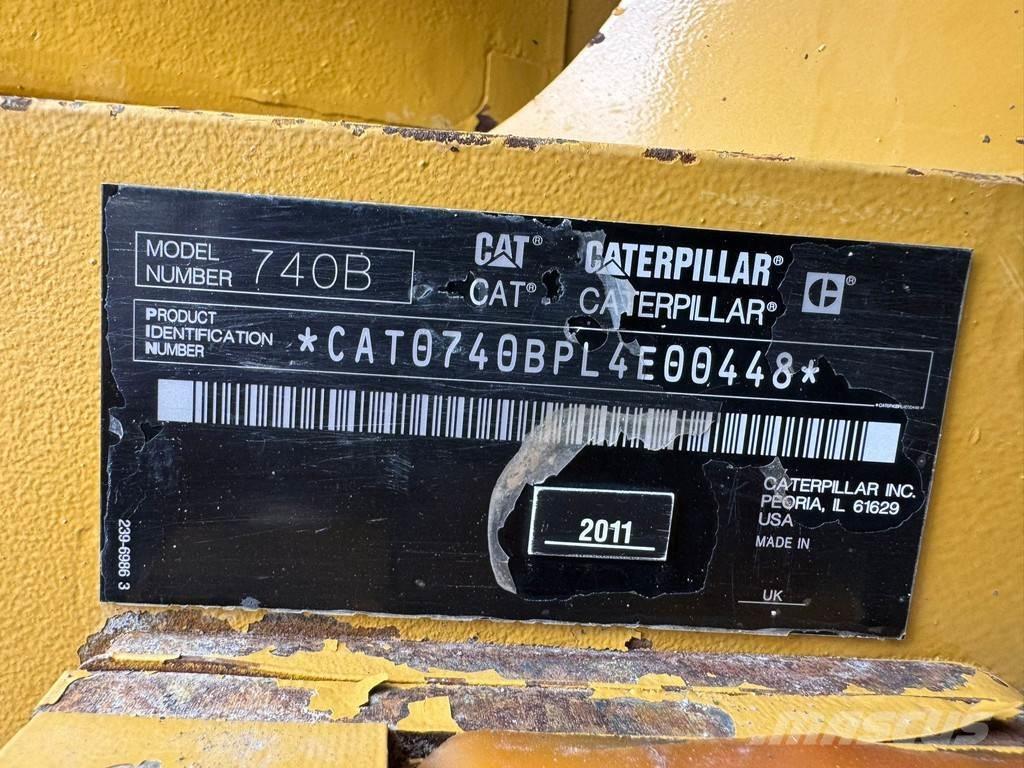 MODEL NUMBER 740B
CAT® CATERPILLAR®
CAT® CATERPILLAR®
PRODUCT IDENTIFICATION NUMBER
*CAT0740BPL4E00448*
CATERPILLAR INC.
PEORIA, IL 61629
USA
MADE IN
UK
2011
239-6986 3
MASCUS